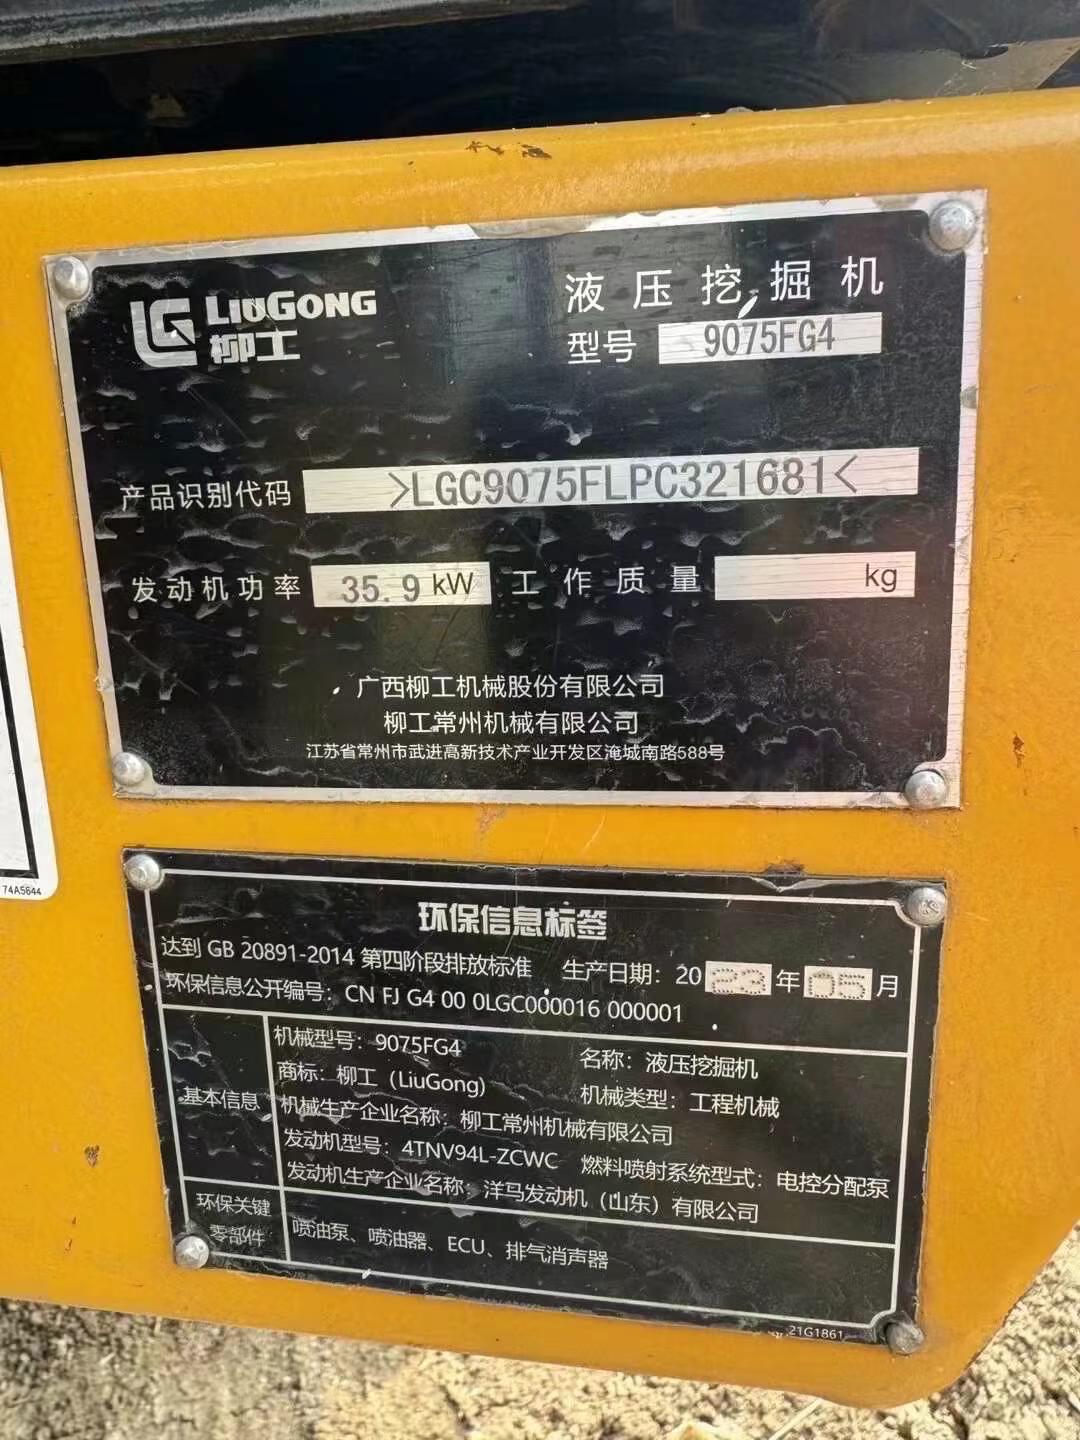 LIUGONG
柳工
液压挖掘机
型号 9075FG4
产品识别代码 >LGC9075FLPC321681<
发动机功率 35.9 kW 工作质量 kg
广西柳工机械股份有限公司
柳工常州机械有限公司
江苏省常州市武进高新技术产业开发区淹城南路588号
74A5644
环保信息标签
达到 GB 20891-2014 第四阶段排放标准 生产日期：2023年05月
环保信息公开编号：CN FJ G4 00 0LGC000016 000001
基本信息
机械型号：9075FG4 名称：液压挖掘机
商标：柳工（LiuGong) 机械类型：工程机械
机械生产企业名称：柳工常州机械有限公司
发动机型号：4TNV94L-ZCWC 燃料喷射系统型式：电控分配泵
发动机生产企业名称：洋马发动机（山东）有限公司
环保关键
零部件
喷油泵、喷油器、ECU、排气消声器
21G1861